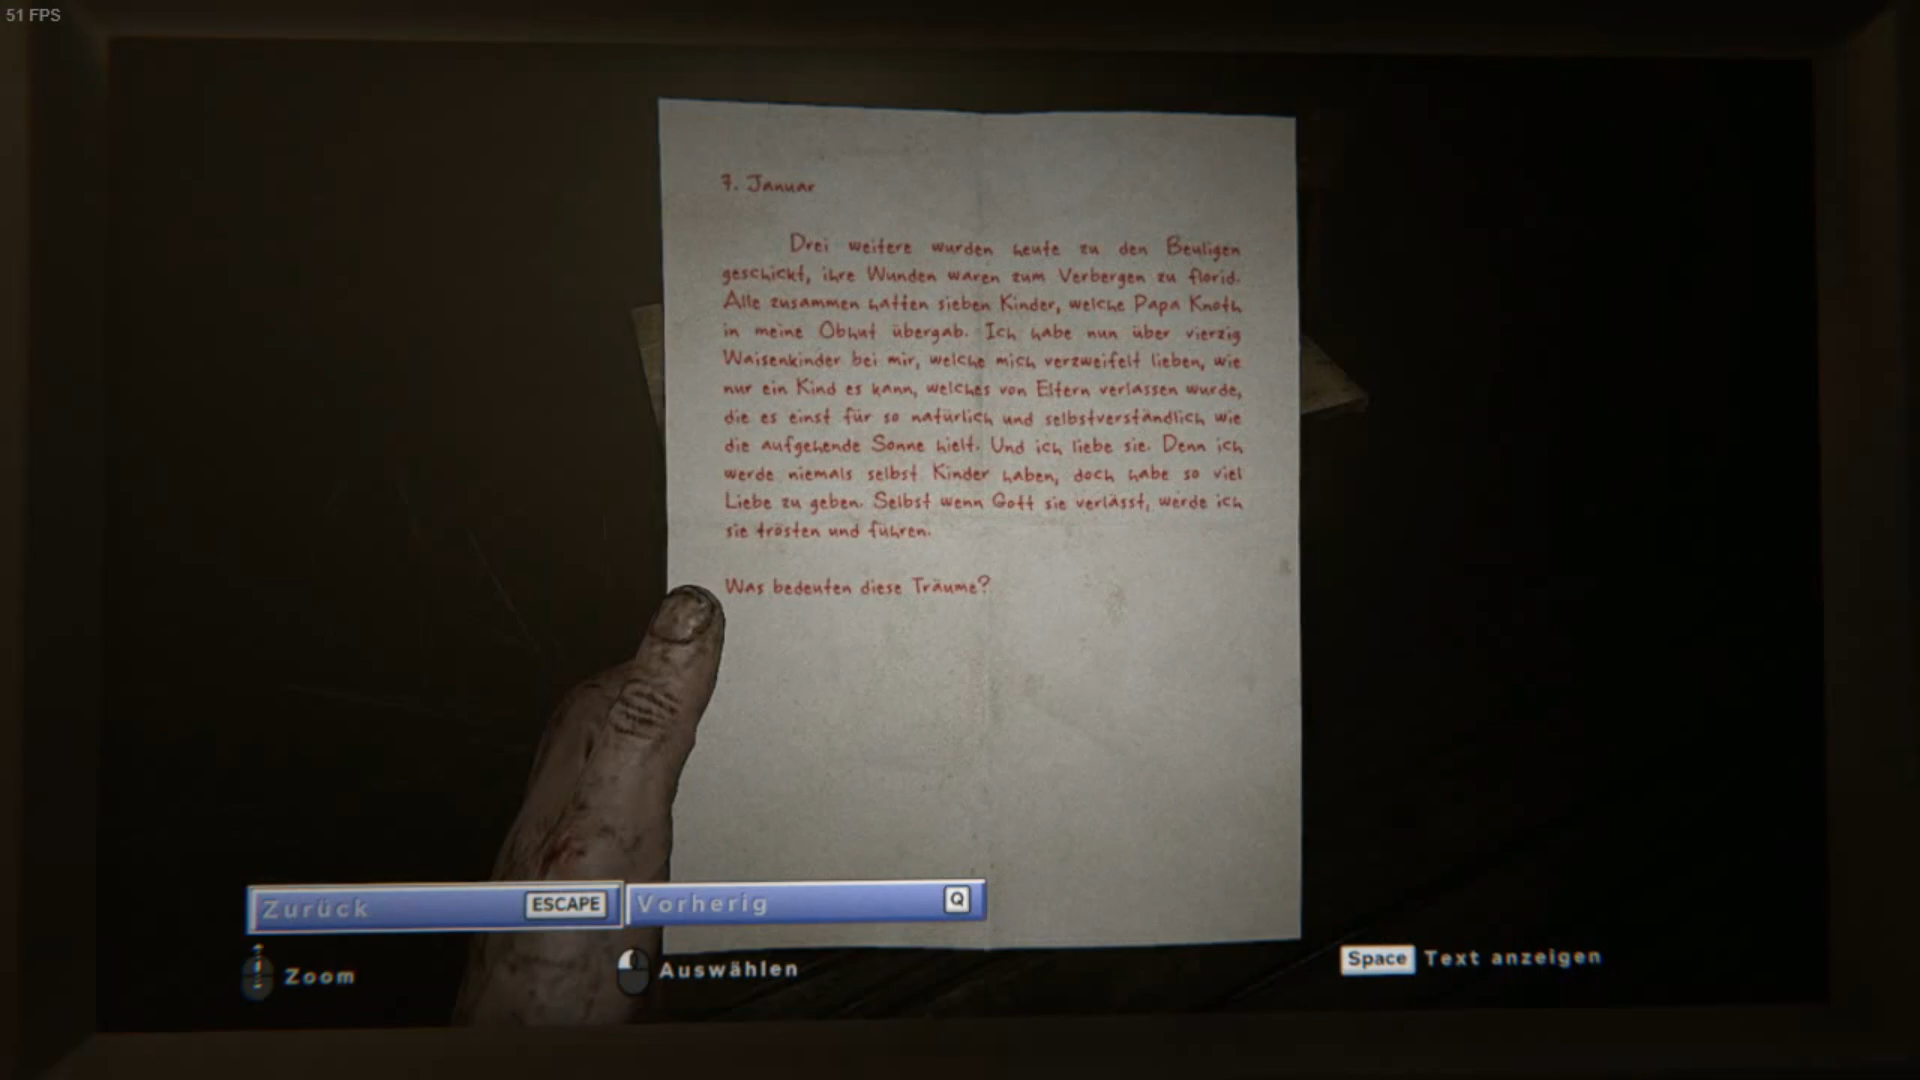 51 FPS
7. Januar
Drei weitere wurden heute zu den Beuligen
geschickt, ihre Wunden waren zum Verbergen zu florid.
Alle zusammen hatten sieben Kinder, welche Papa Knoth
in meine Obhut übergab. Ich habe nun über vierzig
Waisenkinder bei mir, welche mich verzweifelt lieben, wie
nur ein Kind es kann, welches von Eltern verlassen wurde,
die es einst für so natürlich und selbstverständlich wie
die aufgehende Sonne hielt. Und ich liebe sie. Denn ich
werde niemals selbst Kinder haben, doch habe so viel
Liebe zu geben. Selbst wenn Gott sie verlässt, werde ich
sie trösten und führen.
Was bedeuten diese Träume?
Zurück ESCAPE Vorherig Q
Zoom Auswählen Space Text anzeigen